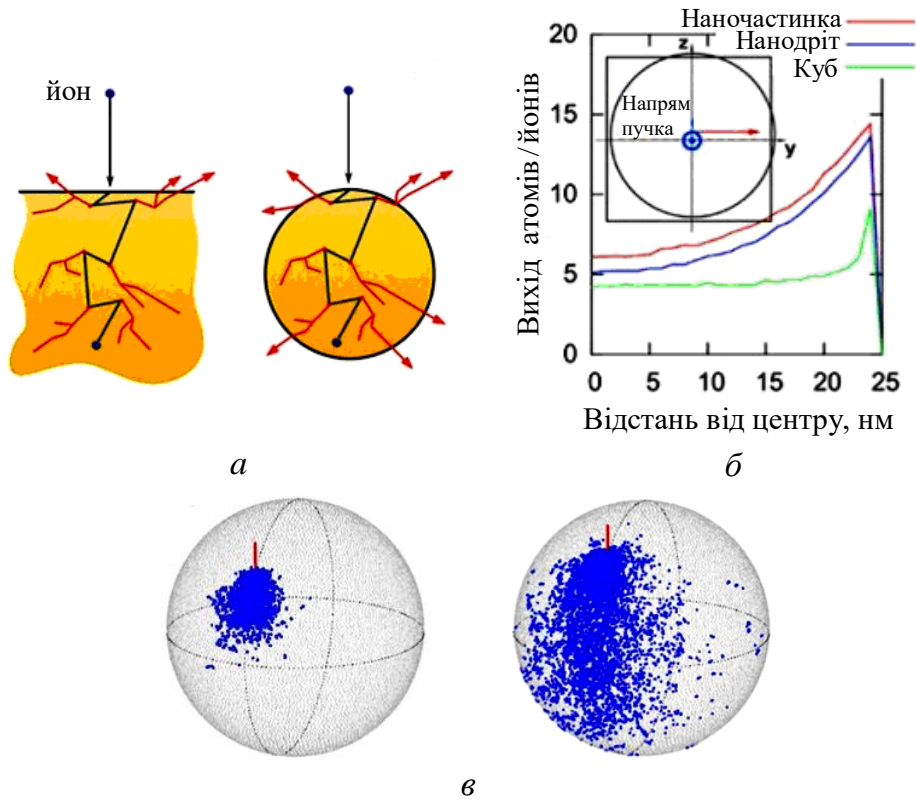 йон
а
Наночастинка
Нанодріт
Куб
Напрям
пучка
z
y
20
15
10
5
0
0 5 10 15 20 25
Вихід атомів/йонів
Відстань від центру, нм
б
в